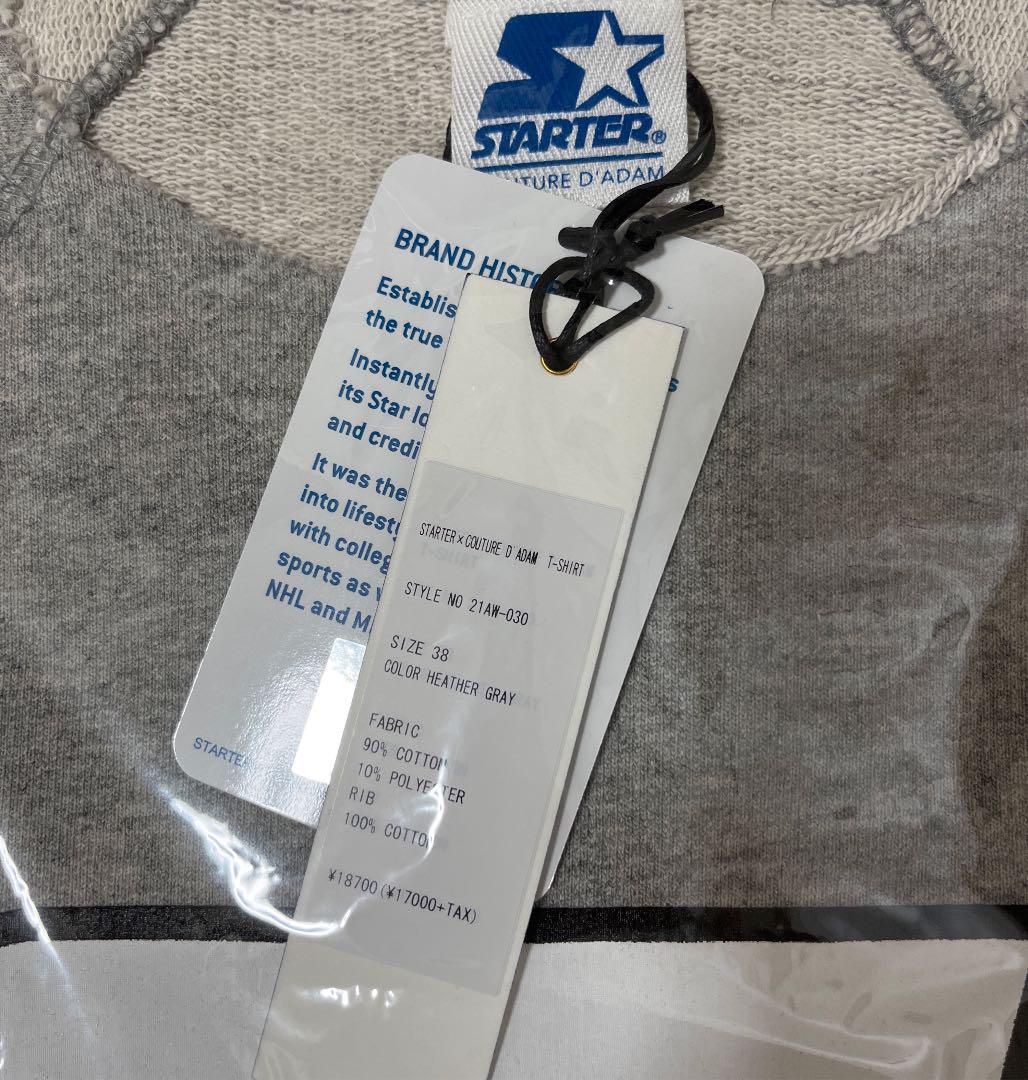 STARTER®
COUTURE D'ADAM
BRAND HISTO
Establis
the true
Instantly
its Star lo
and credi
It was the
into lifesty
with colleg
sports as
NHL and M
STARTE
STARTER×COUTURE D'ADAM T-SHIRT
STYLE NO 21AW-030
SIZE 38
COLOR HEATHER GRAY
FABRIC
90% COTTON
10% POLYESTER
RIB
100% COTTON
¥18700(¥17000+TAX)